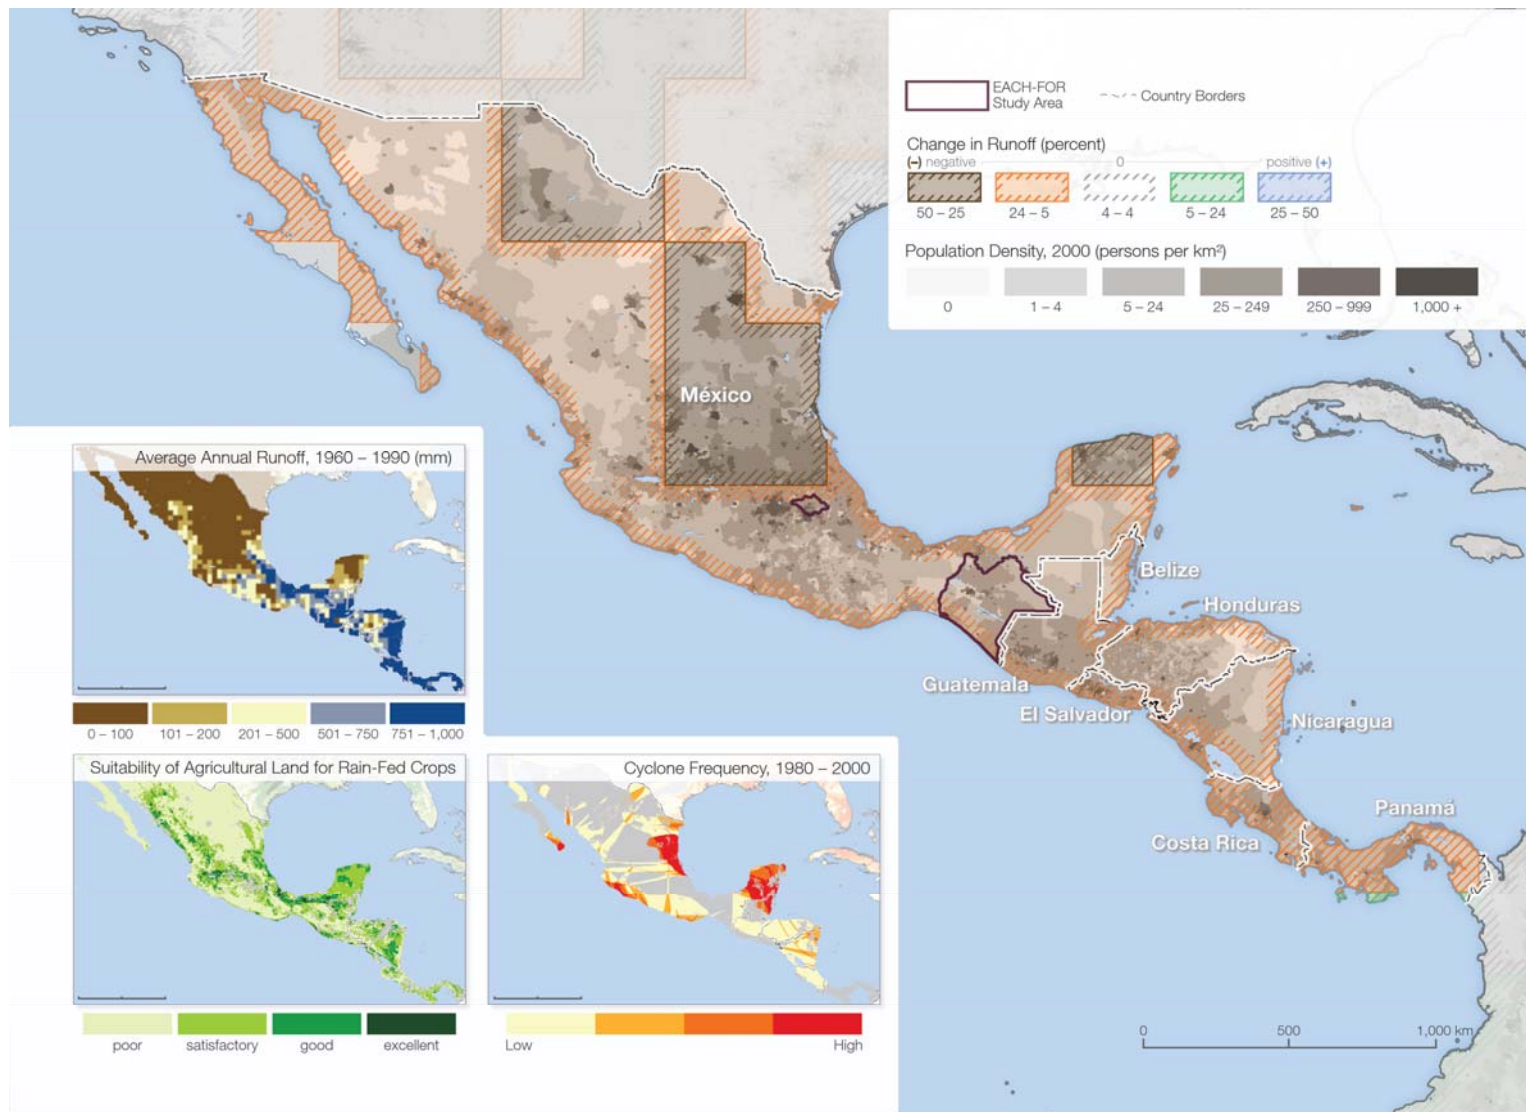 EACH-FOR
Study Area
Country Borders
Change in Runoff (percent)
(–) negative 0 positive (+)
50 – 25 24 – 5 4 – 4 5 – 24 25 – 50
Population Density, 2000 (persons per km²)
0 1 – 4 5 – 24 25 – 249 250 – 999 1,000 +
México
Belize
Honduras
Guatemala
El Salvador
Nicaragua
Costa Rica
Panamá
Average Annual Runoff, 1960 – 1990 (mm)
0 – 100 101 – 200 201 – 500 501 – 750 751 – 1,000
Suitability of Agricultural Land for Rain-Fed Crops
poor satisfactory good excellent
Cyclone Frequency, 1980 – 2000
Low High
0 500 1,000 km